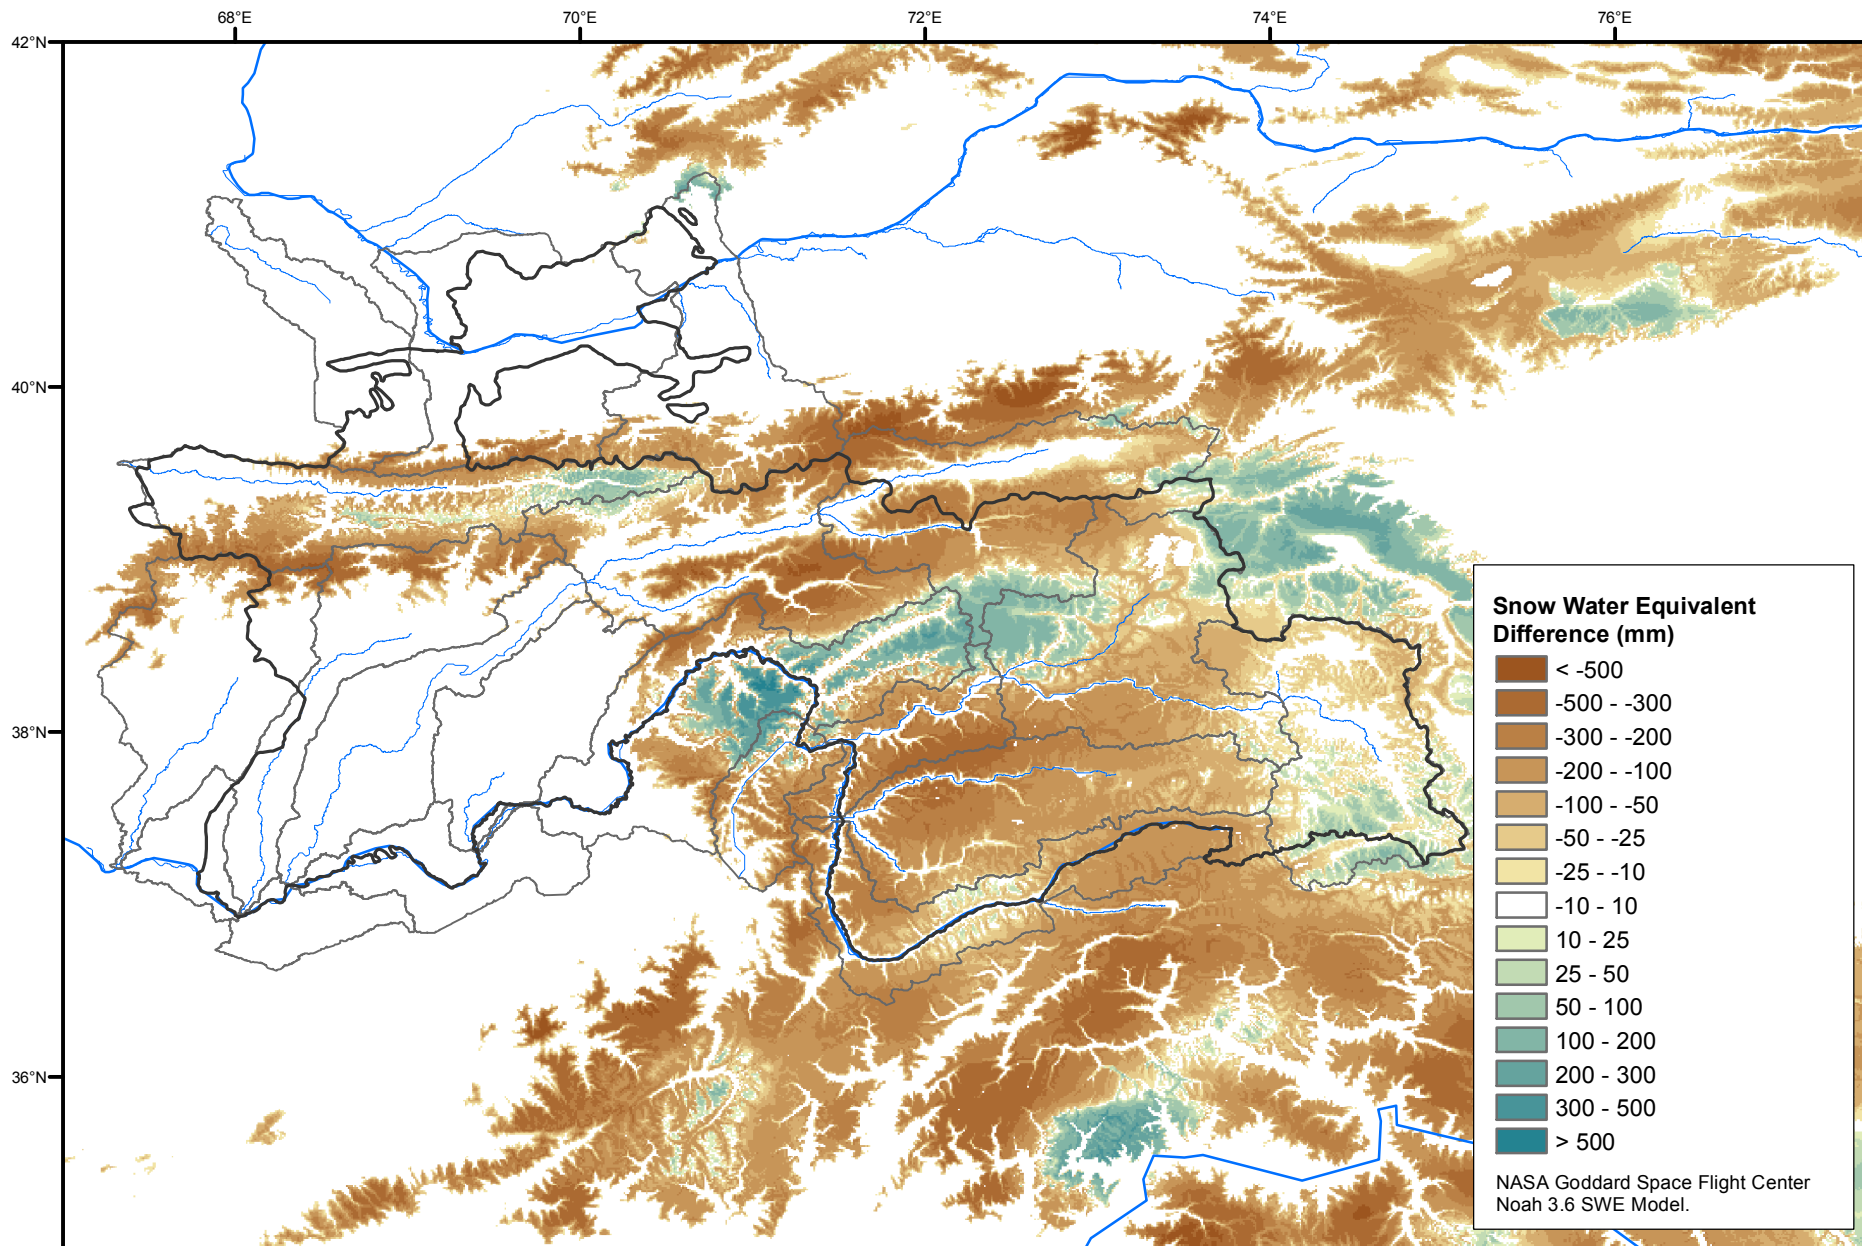 68°E 70°E 72°E 74°E 76°E
42°N
40°N
38°N
36°N
Snow Water Equivalent
Difference (mm)
< -500
-500 - -300
-300 - -200
-200 - -100
-100 - -50
-50 - -25
-25 - -10
-10 - 10
10 - 25
25 - 50
50 - 100
100 - 200
200 - 300
300 - 500
> 500
NASA Goddard Space Flight Center
Noah 3.6 SWE Model.